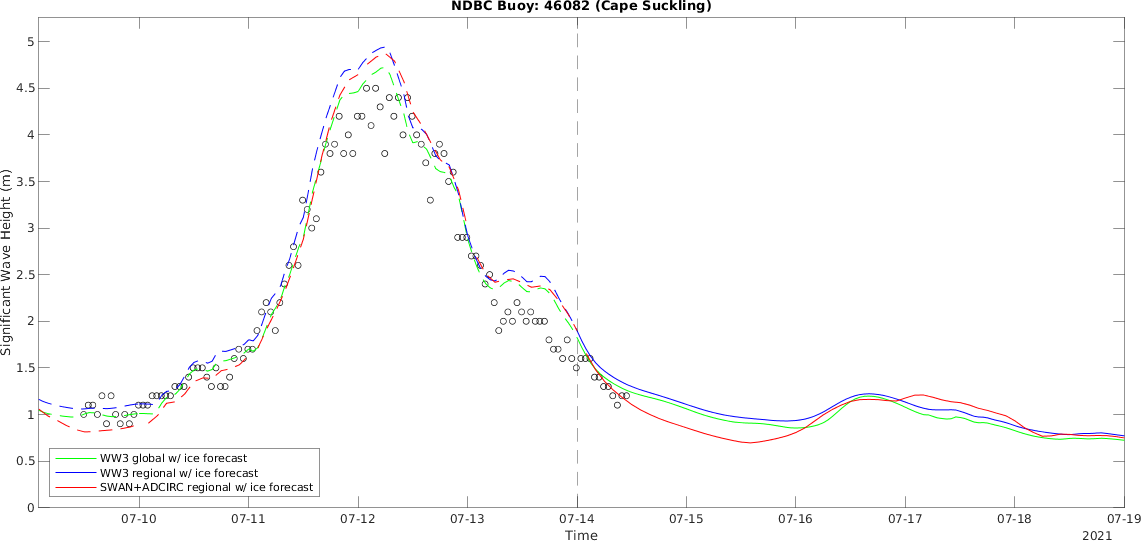 NDBC Buoy: 46082 (Cape Suckling)
Significant Wave Height (m)
5
4.5
4
3.5
3
2.5
2
1.5
1
0.5
0
WW3 global w/ ice forecast
WW3 regional w/ ice forecast
SWAN+ADCIRC regional w/ ice forecast
07-10 07-11 07-12 07-13 07-14 07-15 07-16 07-17 07-18 07-19
Time
2021